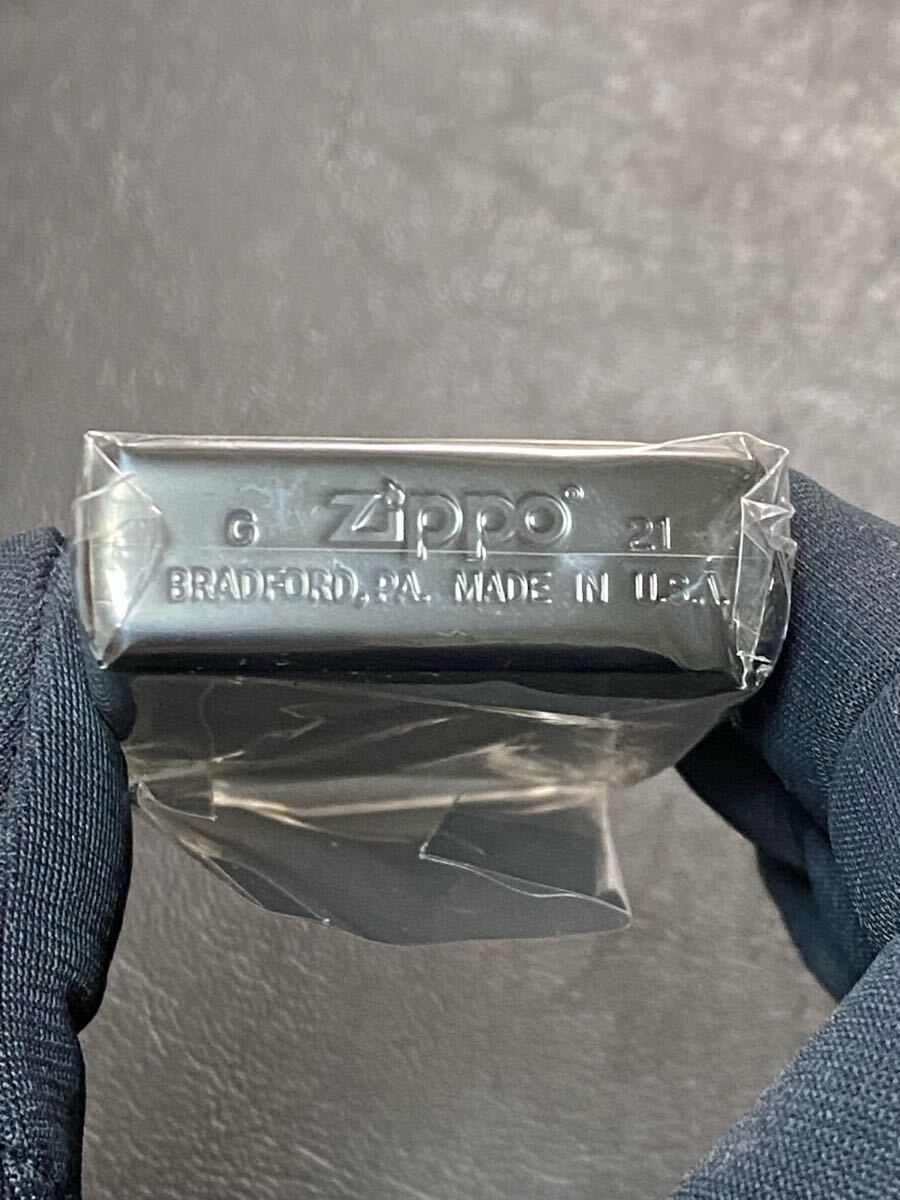 G Zippo® 21
BRADFORD, PA. MADE IN U.S.A.